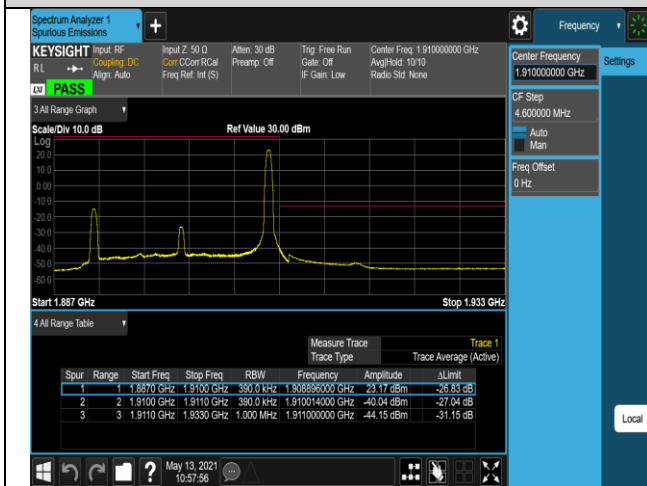 Spectrum Analyzer 1
Spurious Emissions
Frequency
KEYSIGHT
RL
Input: RF
Coupling: DC
Align: Auto
Input Z: 50 Ω
Corr CCorr RCal
Freq Ref: Int (S)
Atten: 30 dB
Preamp: Off
Trig: Free Run
Gate: Off
IF Gain: Low
Center Freq: 1.910000000 GHz
Avg|Hold: 10/10
Radio Std: None
LXI PASS
Center Frequency
1.910000000 GHz
Settings
CF Step
4.600000 MHz
Auto
Man
Freq Offset
0 Hz
Local
3 All Range Graph
Scale/Div 10.0 dB
Ref Value 30.00 dBm
Log
20.0
10.0
0.00
-10.0
-20.0
-30.0
-40.0
-50.0
-60.0
Start 1.887 GHz
Stop 1.933 GHz
4 All Range Table
Measure Trace Trace 1
Trace Type Trace Average (Active)
Spur Range Start Freq Stop Freq RBW Frequency Amplitude ΔLimit
1 1 1.8870 GHz 1.9100 GHz 390.0 kHz 1.908896000 GHz 23.17 dBm -26.83 dB
2 2 1.9100 GHz 1.9110 GHz 390.0 kHz 1.910014000 GHz -40.04 dBm -27.04 dB
3 3 1.9110 GHz 1.9330 GHz 1.000 MHz 1.911000000 GHz -44.15 dBm -31.15 dB
?
May 13, 2021
10:57:56